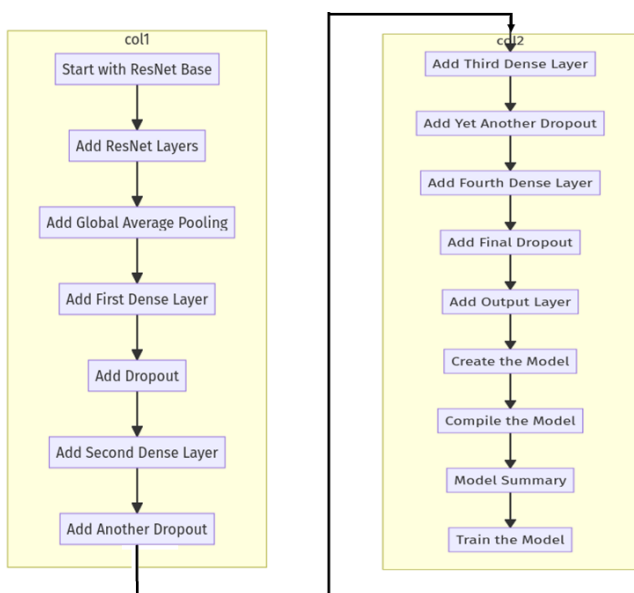 col1
Start with ResNet Base
Add ResNet Layers
Add Global Average Pooling
Add First Dense Layer
Add Dropout
Add Second Dense Layer
Add Another Dropout
col2
Add Third Dense Layer
Add Yet Another Dropout
Add Fourth Dense Layer
Add Final Dropout
Add Output Layer
Create the Model
Compile the Model
Model Summary
Train the Model